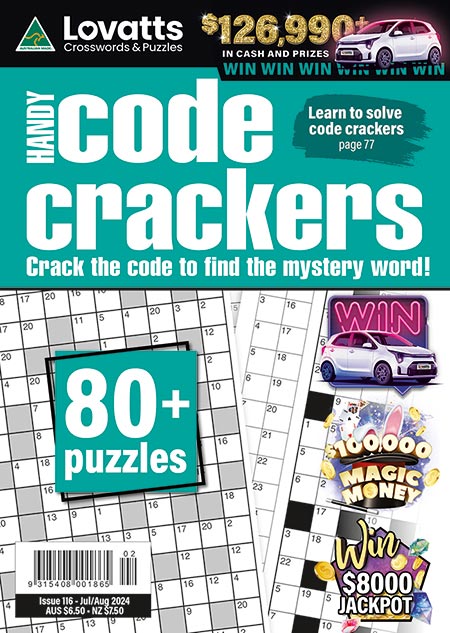 AUSTRALIAN MADE
Lovatts
Crosswords & Puzzles
$126,990+
IN CASH AND PRIZES
WIN WIN WIN WIN WIN WIN
HANDY
code
crackers
Learn to solve
code crackers
page 77
Crack the code to find the mystery word!
80+
puzzles
WIN
$100000
MAGIC
MONEY
Win
$8000
JACKPOT
02
9 315408 001865
Issue 116 - Jul/Aug 2024
AUS $6.50 • NZ $7.50